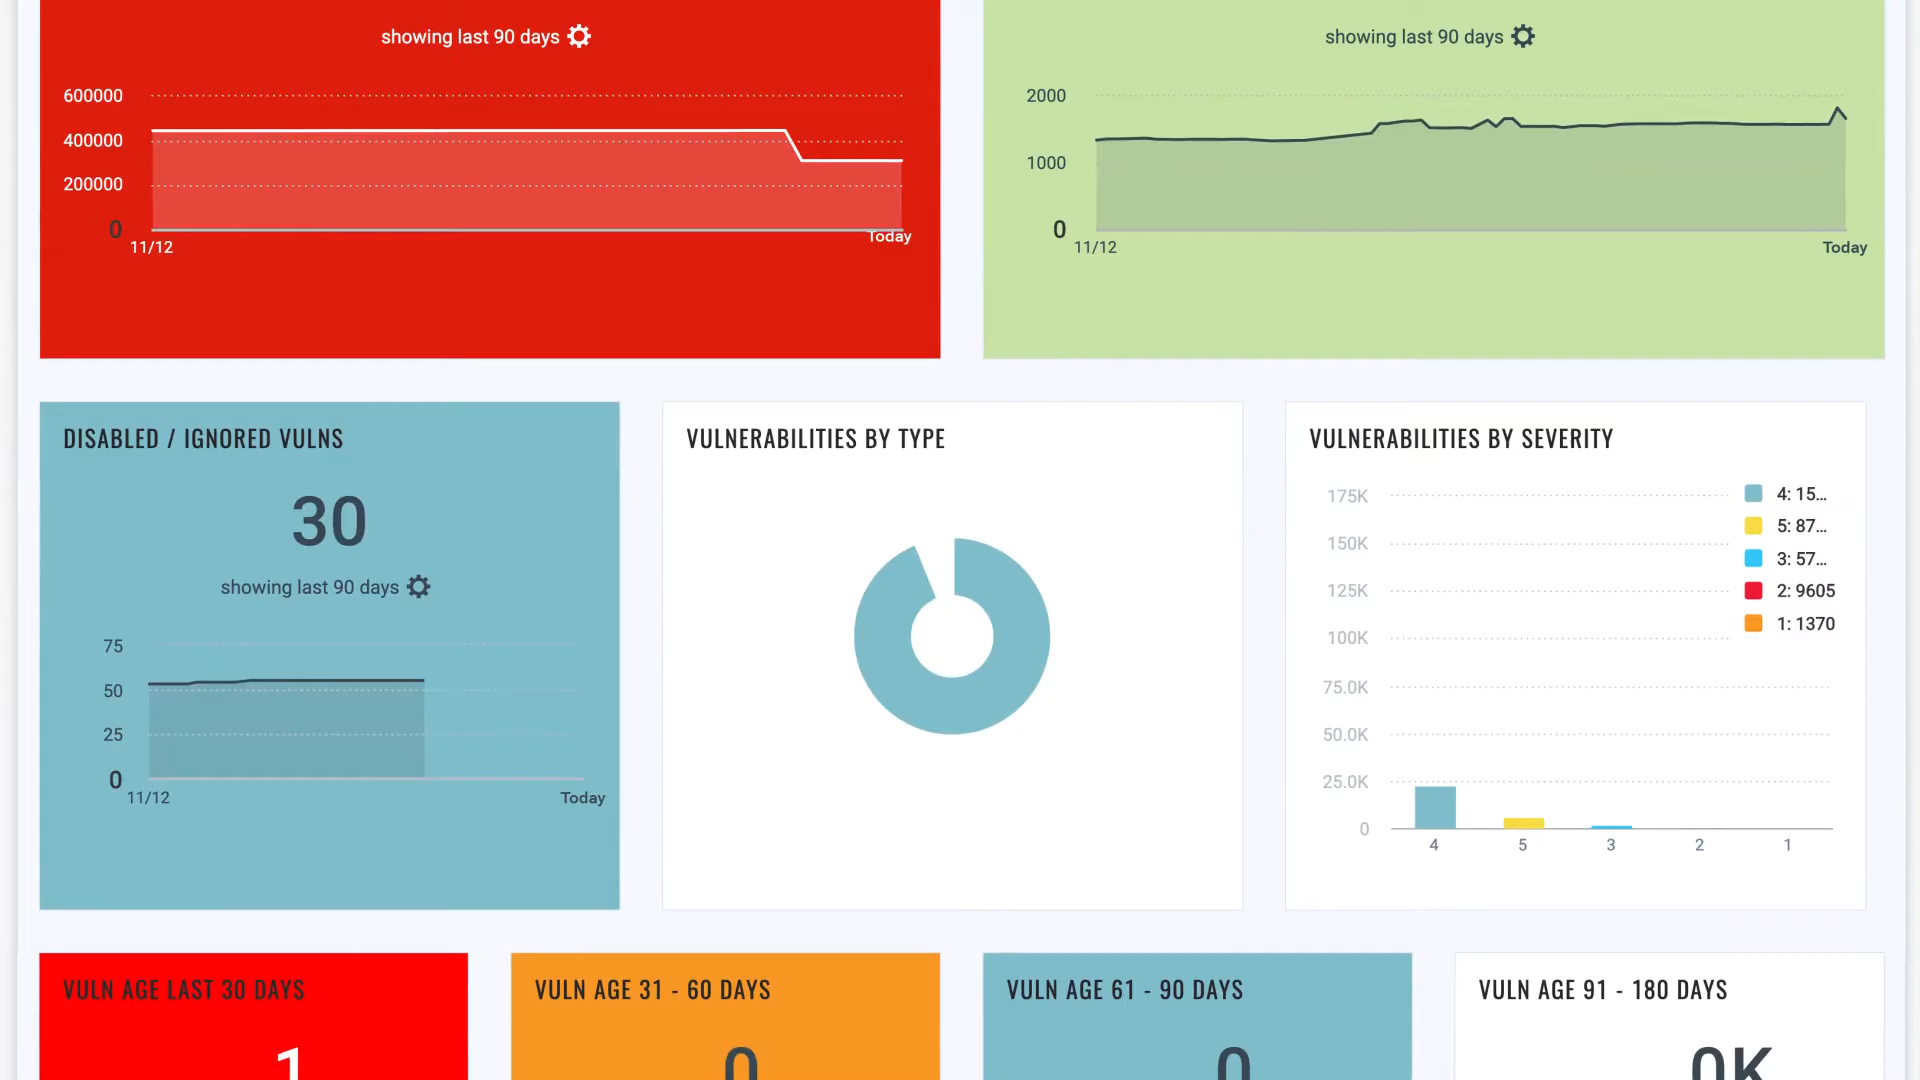 showing last 90 days
600000
400000
200000
0
11/12
Today
showing last 90 days
2000
1000
0
11/12
Today
DISABLED / IGNORED VULNS
30
showing last 90 days
75
50
25
0
11/12
Today
VULNERABILITIES BY TYPE
VULNERABILITIES BY SEVERITY
175K
150K
125K
100K
75.0K
50.0K
25.0K
0
4
5
3
2
1
4: 15...
5: 87...
3: 57...
2: 9605
1: 1370
VULN AGE LAST 30 DAYS
1
VULN AGE 31 - 60 DAYS
0
VULN AGE 61 - 90 DAYS
0
VULN AGE 91 - 180 DAYS
0K